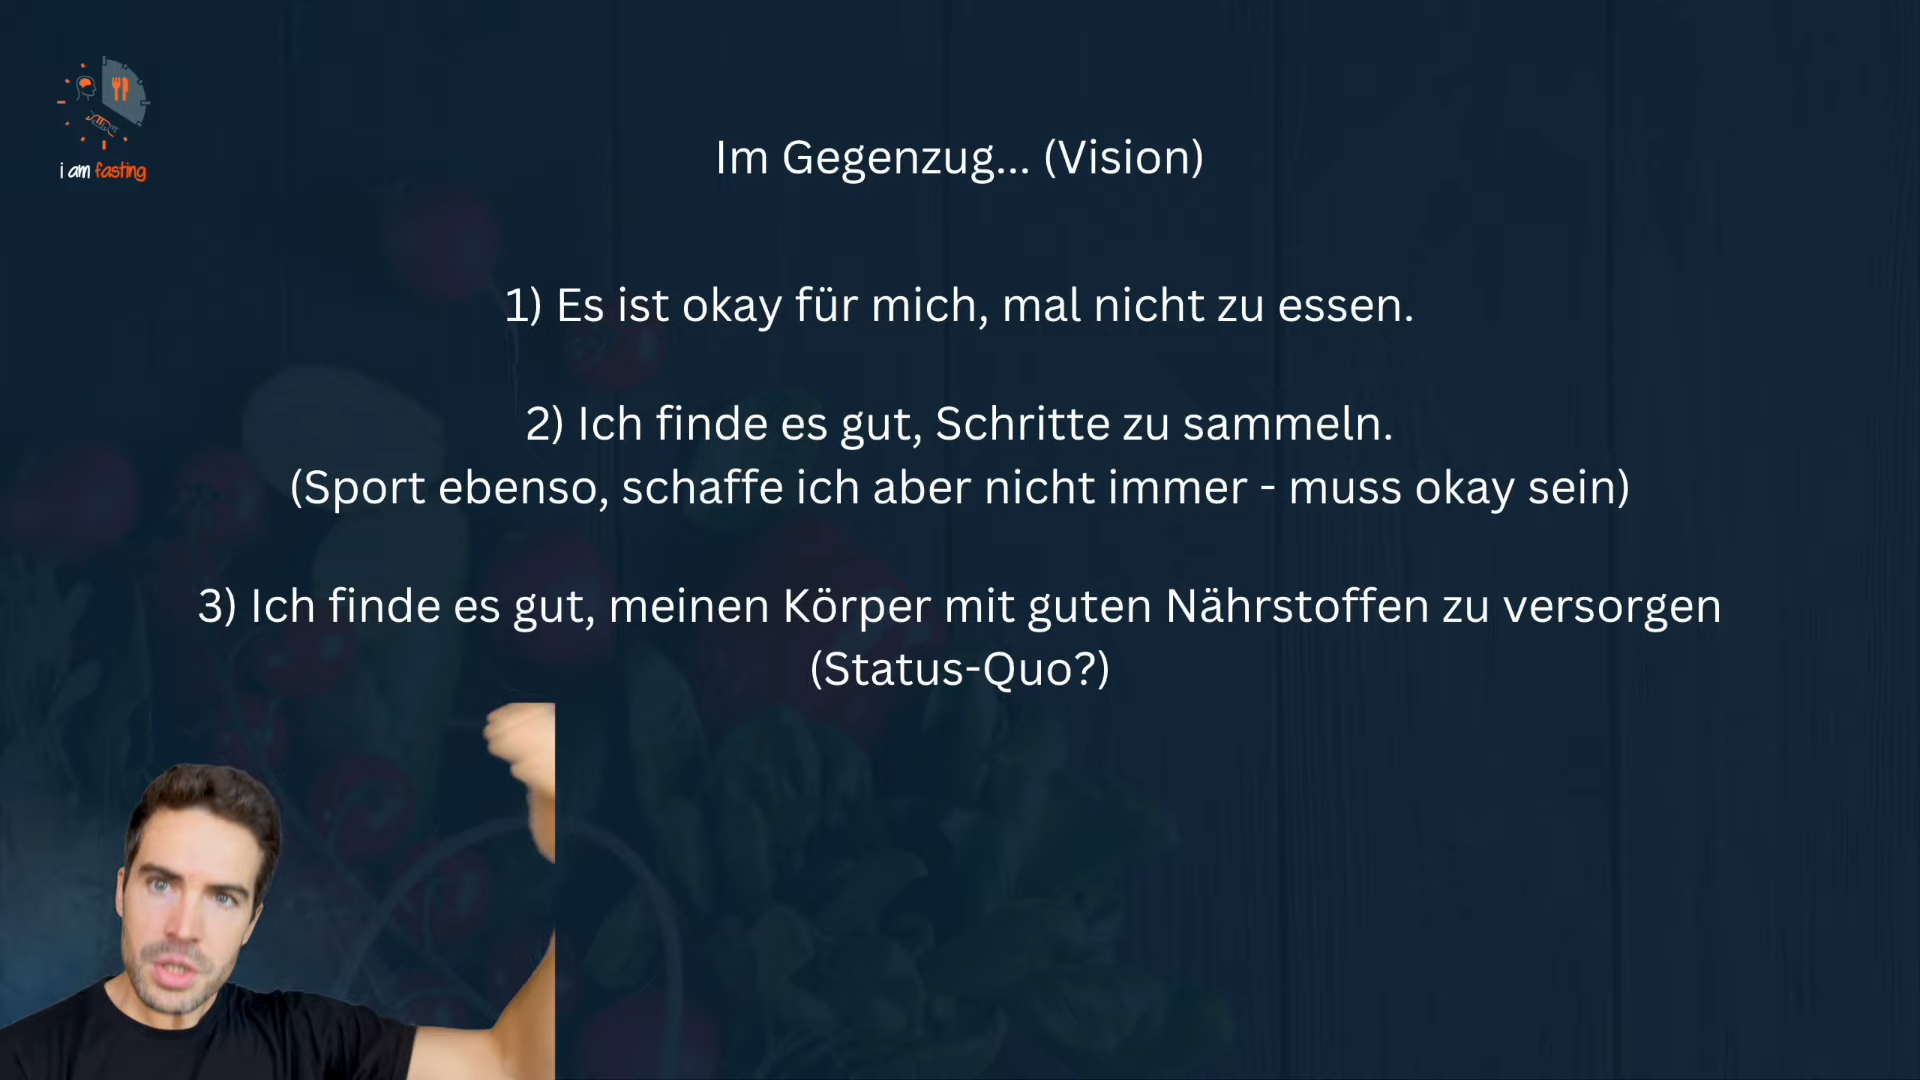 i am fasting
Im Gegenzug... (Vision)
1) Es ist okay für mich, mal nicht zu essen.
2) Ich finde es gut, Schritte zu sammeln.
(Sport ebenso, schaffe ich aber nicht immer - muss okay sein)
3) Ich finde es gut, meinen Körper mit guten Nährstoffen zu versorgen
(Status-Quo?)